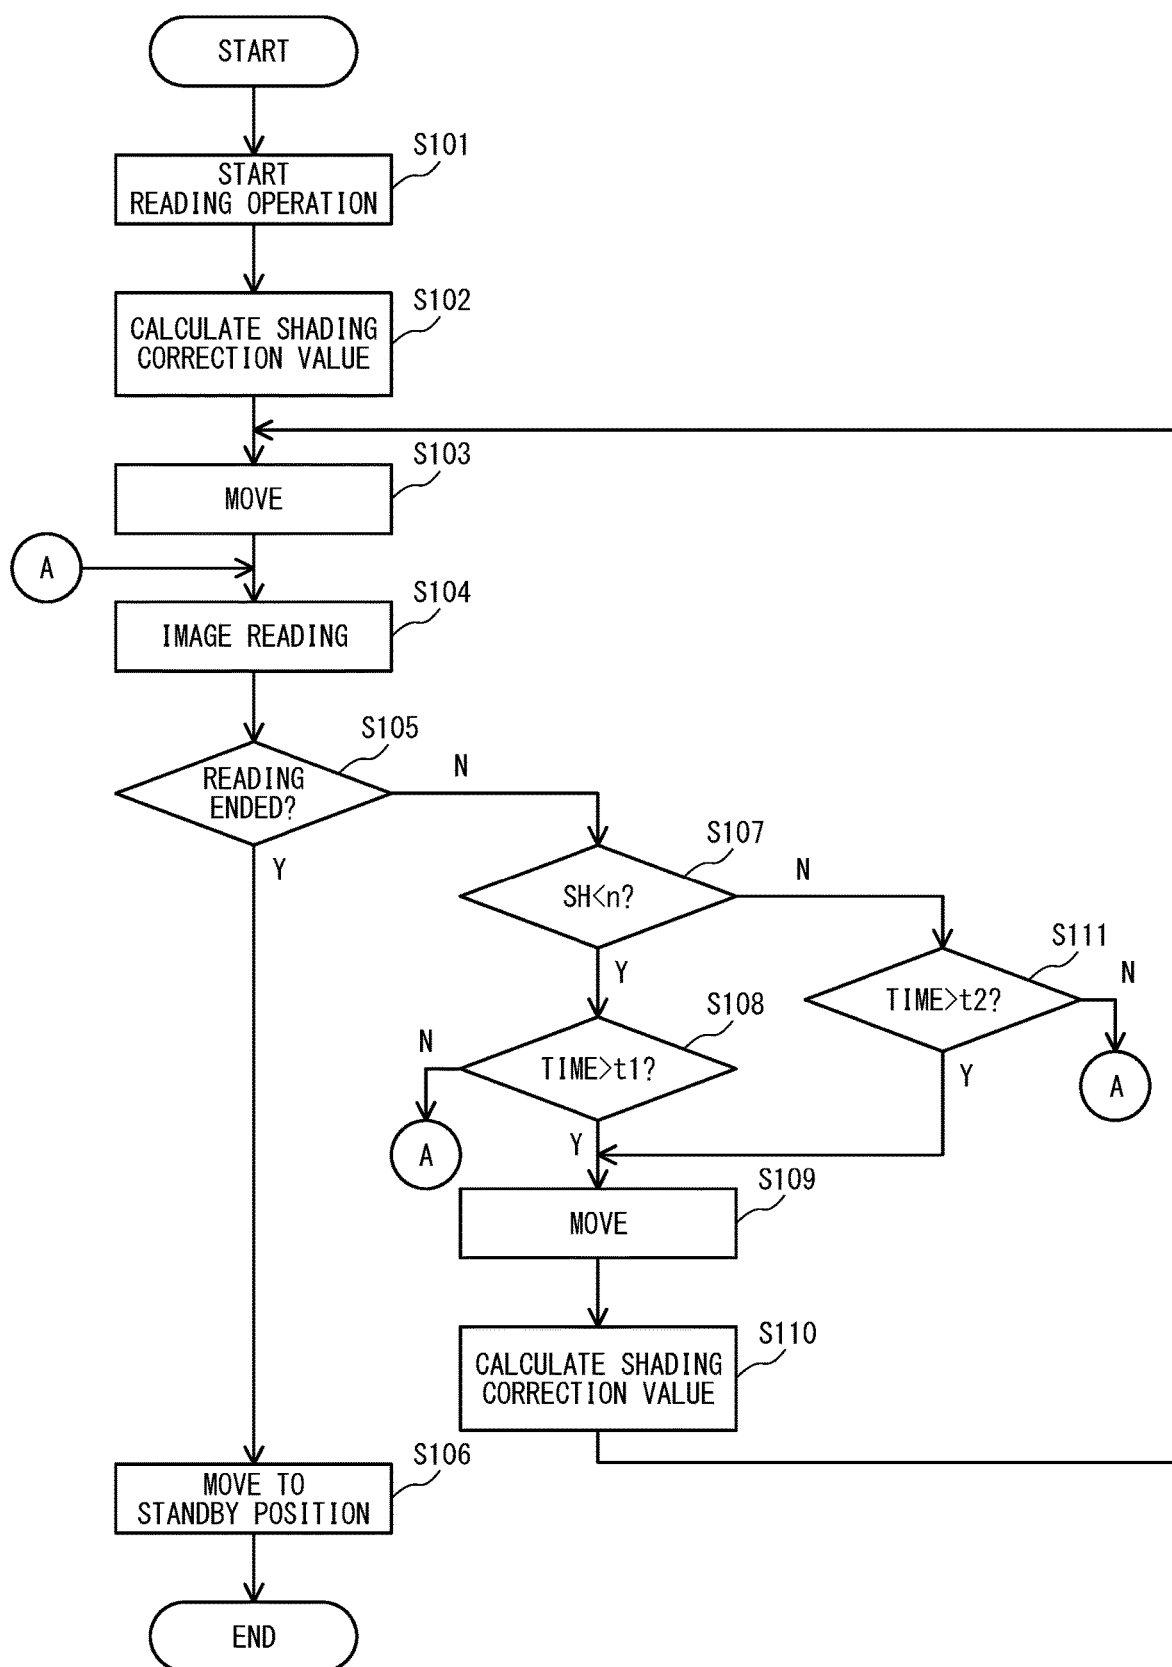 START
S101
START
READING OPERATION
S102
CALCULATE SHADING
CORRECTION VALUE
S103
MOVE
A
S104
IMAGE READING
S105
READING
ENDED?
N
Y
S107
SH<n?
N
Y
S111
TIME>t2?
N
Y
A
S108
TIME>t1?
N
Y
A
S109
MOVE
S110
CALCULATE SHADING
CORRECTION VALUE
S106
MOVE TO
STANDBY POSITION
END